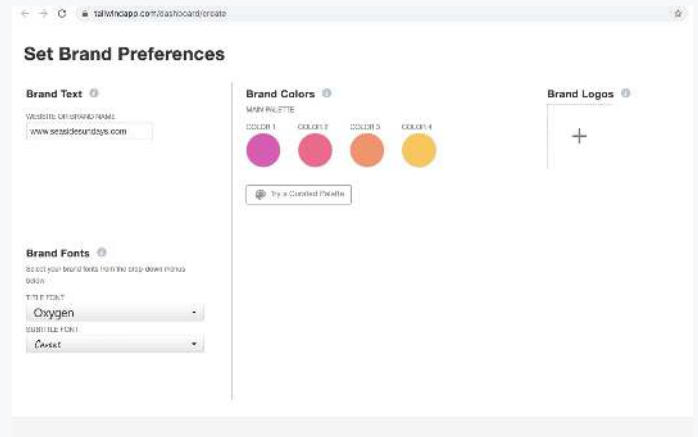 tailwindapp.com/dashboard/create
Set Brand Preferences
Brand Text
WEBSITE OR BRAND NAME
www.seasidesundays.com
Brand Fonts
Select your brand fonts from the drop down menus
below
TITLE FONT
Oxygen
SUBTITLE FONT
Caveat
Brand Colors
MAIN PALETTE
COLOR 1 COLOR 2 COLOR 3 COLOR 4
Try a Curated Palette
Brand Logos